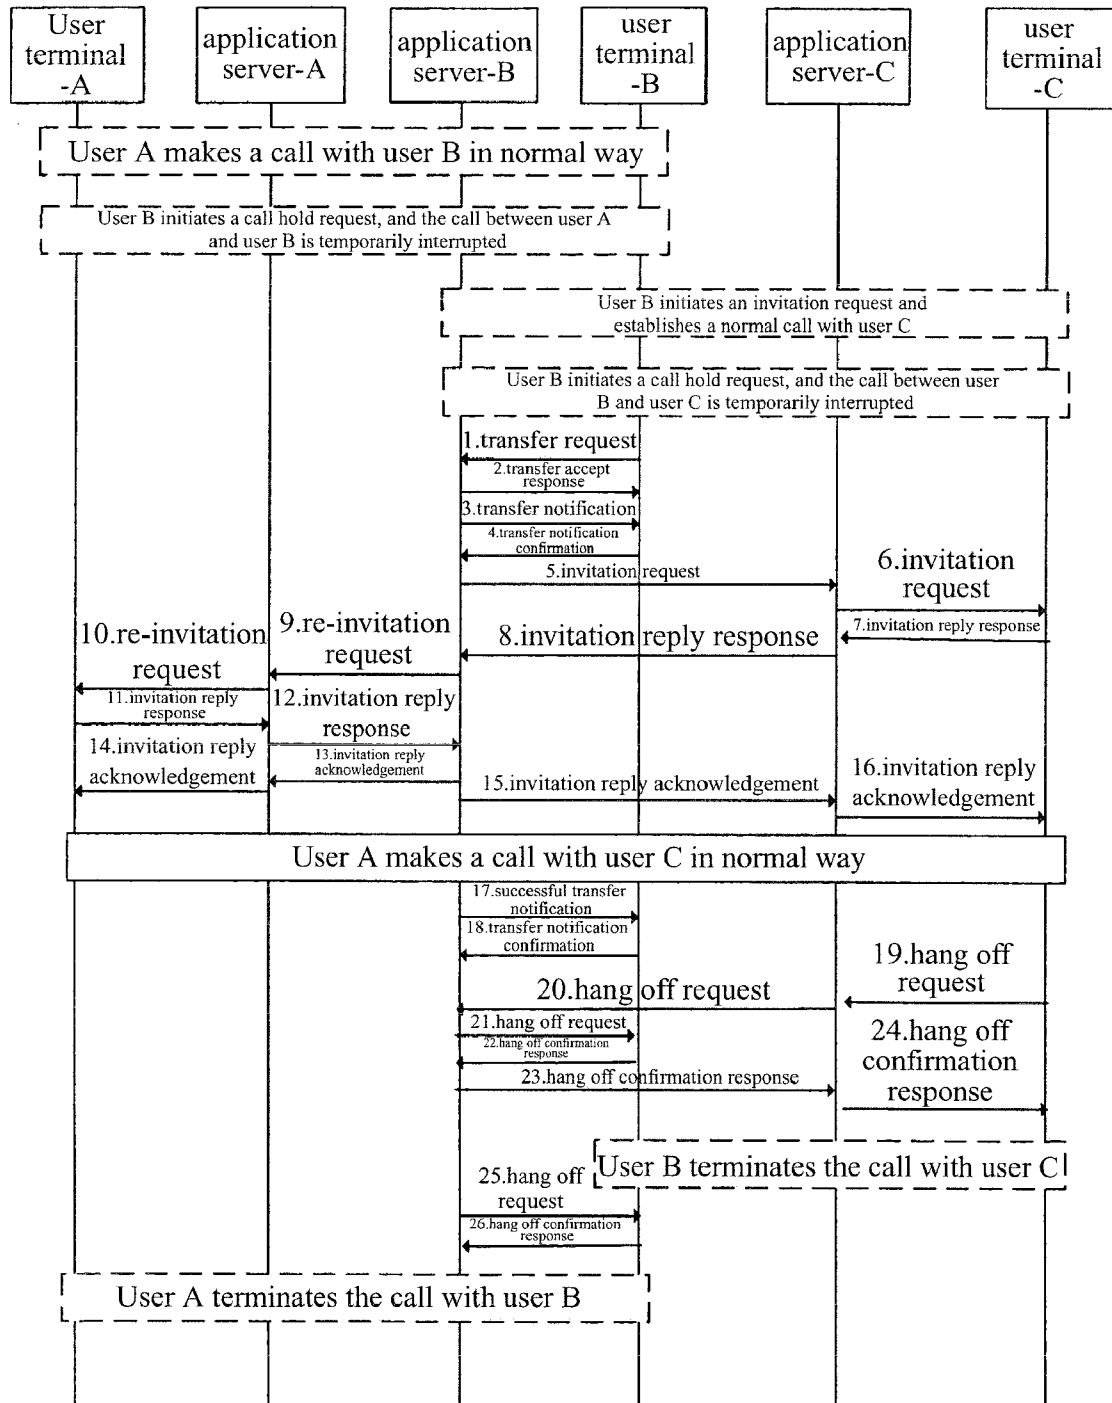 User
terminal
-A
application
server-A
application
server-B
user
terminal
-B
application
server-C
user
terminal
-C
User A makes a call with user B in normal way
User B initiates a call hold request, and the call between user A
and user B is temporarily interrupted
User B initiates an invitation request and
establishes a normal call with user C
User B initiates a call hold request, and the call between user
B and user C is temporarily interrupted
1.transfer request
2.transfer accept
response
3.transfer notification
4.transfer notification
confirmation
5.invitation request
6.invitation
request
7.invitation reply response
8.invitation reply response
9.re-invitation
request
10.re-invitation
request
11.invitation reply
response
12.invitation reply
response
13.invitation reply
acknowledgement
14.invitation reply
acknowledgement
15.invitation reply acknowledgement
16.invitation reply
acknowledgement
User A makes a call with user C in normal way
17.successful transfer
notification
18.transfer notification
confirmation
19.hang off
request
20.hang off request
21.hang off request
22.hang off confirmation
response
23.hang off confirmation response
24.hang off
confirmation
response
User B terminates the call with user C
25.hang off
request
26.hang off confirmation
response
User A terminates the call with user B